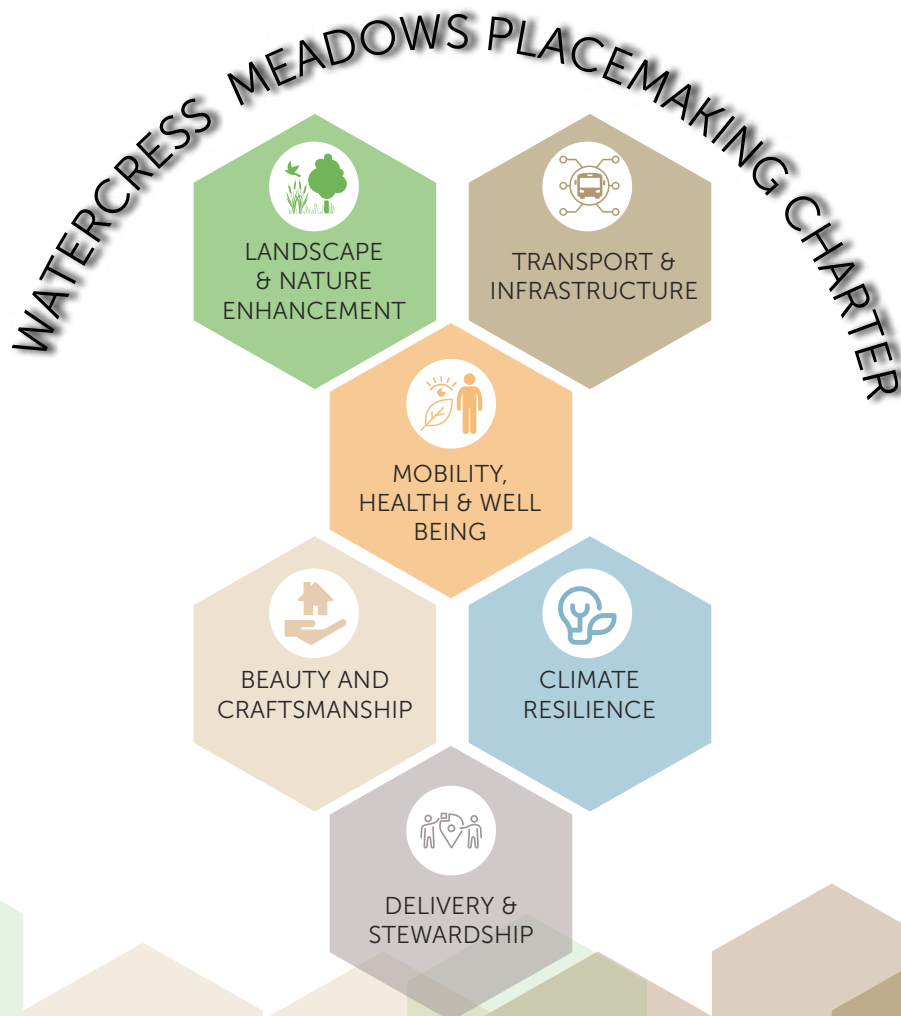 WATERCRESS MEADOWS PLACEMAKING CHARTER
LANDSCAPE
& NATURE
ENHANCEMENT
TRANSPORT &
INFRASTRUCTURE
MOBILITY,
HEALTH & WELL
BEING
BEAUTY AND
CRAFTSMANSHIP
CLIMATE
RESILIENCE
DELIVERY &
STEWARDSHIP